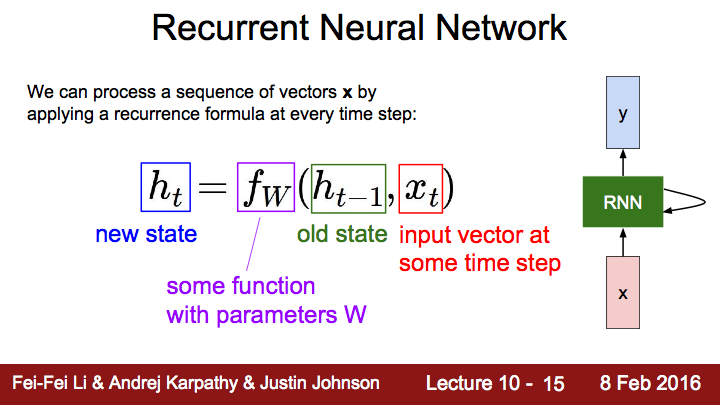 Recurrent Neural Network
We can process a sequence of vectors x by
applying a recurrence formula at every time step:
h_t = f_W(h_{t-1}, x_t)
new state
old state
input vector at
some time step
some function
with parameters W
y
RNN
x
Fei-Fei Li & Andrej Karpathy & Justin Johnson
Lecture 10 - 15
8 Feb 2016